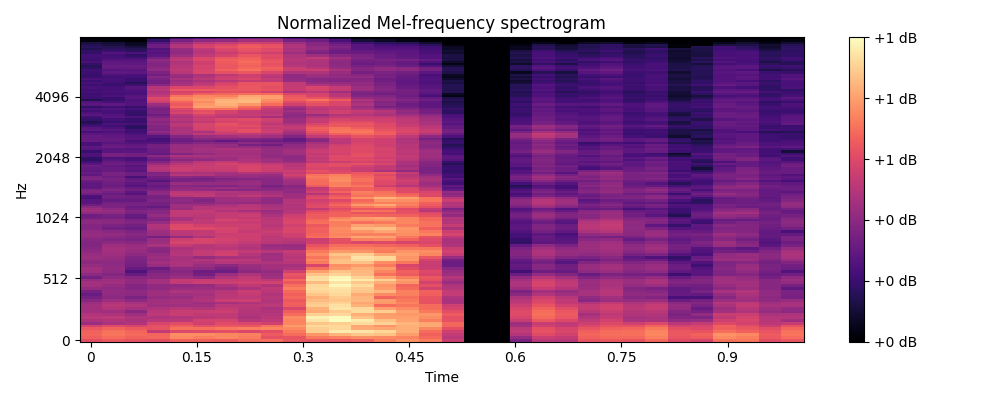 Normalized Mel-frequency spectrogram
Hz
4096
2048
1024
512
0
0 0.15 0.3 0.45 0.6 0.75 0.9
Time
+1 dB
+1 dB
+1 dB
+0 dB
+0 dB
+0 dB